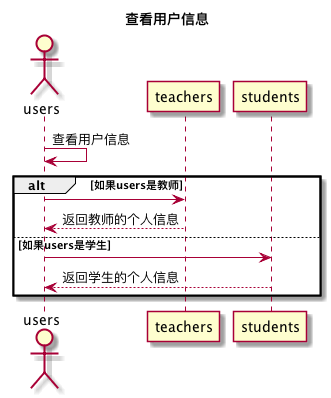 查看用户信息
users
teachers
students
查看用户信息
alt
[如果users是教师]
返回教师的个人信息
[如果users是学生]
返回学生的个人信息
users
teachers
students